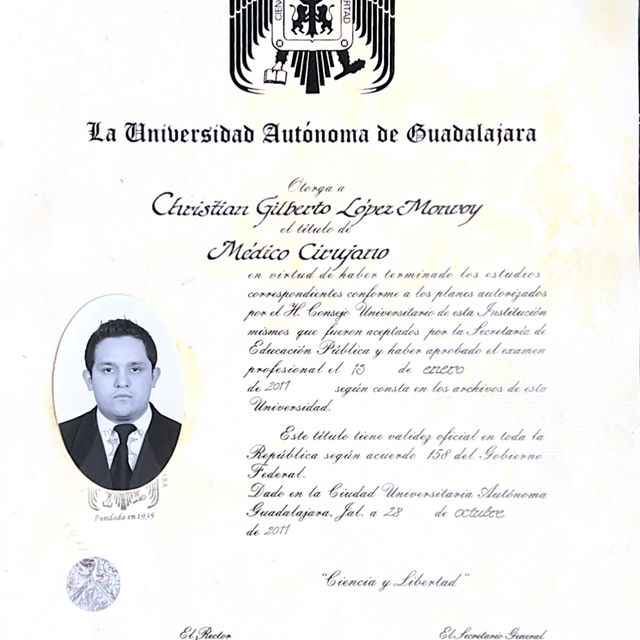 CIEN
ERTAD
La Universidad Autónoma de Guadalajara
Otorga a
Christian Gilberto López Monroy
el título de
Médico Cirujano
en virtud de haber terminado los estudios
correspondientes conforme a los planes autorizados
por el H. Consejo Universitario de esta Institución
mismos que fueron aceptados por la Secretaría de
Educación Pública y haber aprobado el examen
profesional el 15 de enero
de 2011 según consta en los archivos de esta
Universidad.
Este título tiene validez oficial en toda la
República según acuerdo 158 del Gobierno
Federal.
Dado en la Ciudad Universitaria Autónoma
Guadalajara, Jal. a 28 de octubre
de 2011
Fundada en 1935
"Ciencia y Libertad"
El Rector
El Secretario General